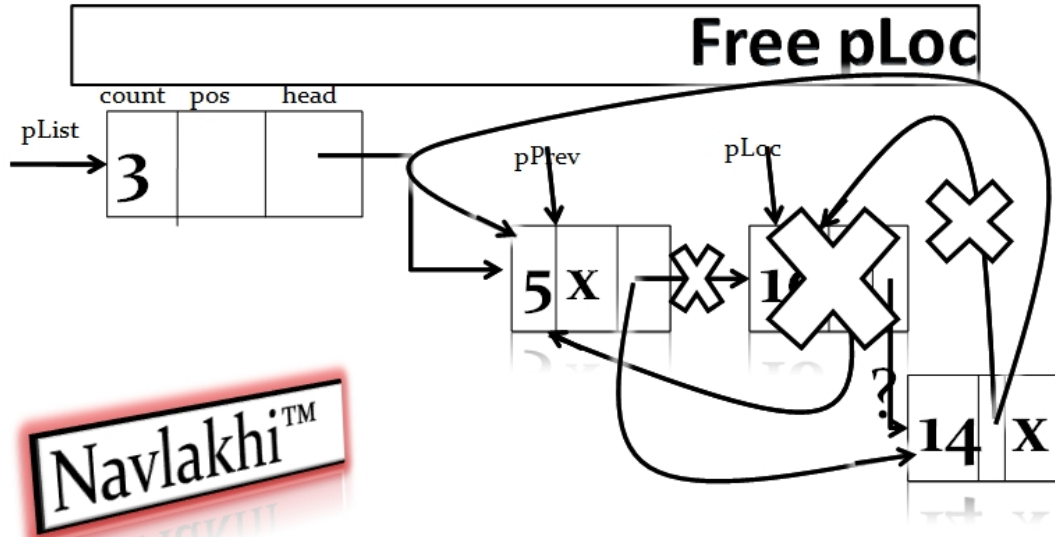 Free pLoc
count pos head
pList
3
pPrev
pLoc
5 x
?
14 x
Navlakhi™